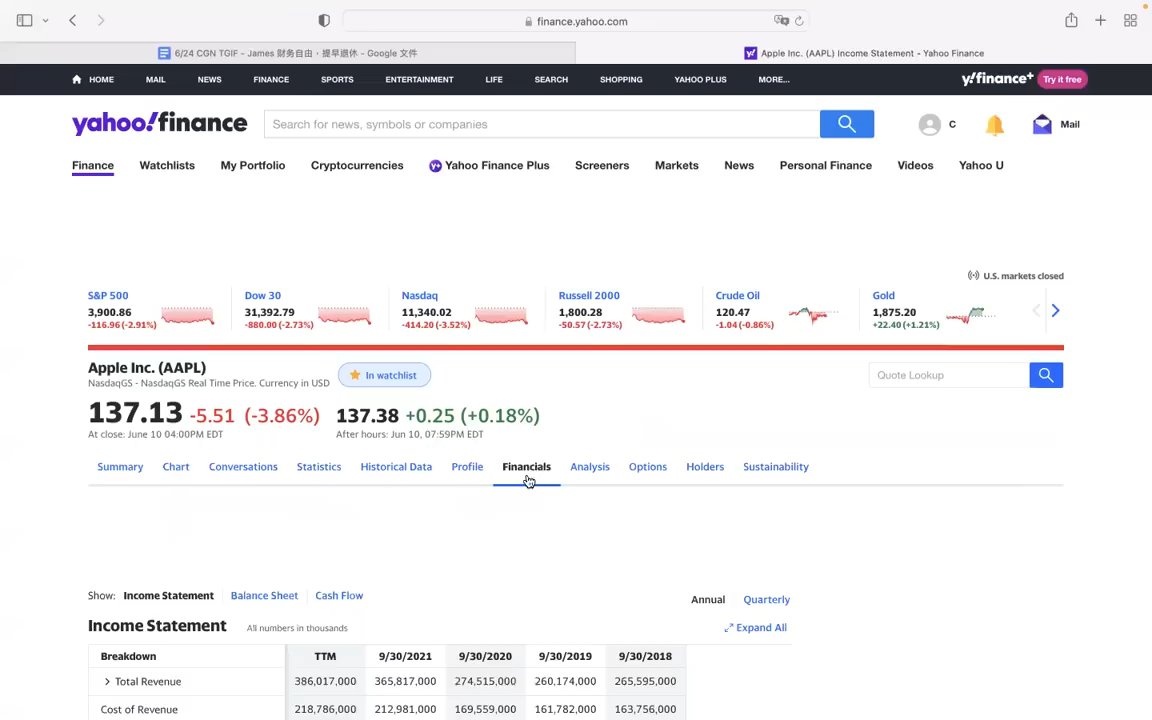 finance.yahoo.com
6/24 CGN TGIF - James 財务自由，提早退休 - Google 文件
Apple Inc. (AAPL) Income Statement - Yahoo Finance
HOME MAIL NEWS FINANCE SPORTS ENTERTAINMENT LIFE SEARCH SHOPPING YAHOO PLUS MORE... y!finance+ Try it free
yahoo!finance Search for news, symbols or companies C Mail
Finance Watchlists My Portfolio Cryptocurrencies Y+ Yahoo Finance Plus Screeners Markets News Personal Finance Videos Yahoo U
U.S. markets closed
S&P 500 Dow 30 Nasdaq Russell 2000 Crude Oil Gold
3,900.86 31,392.79 11,340.02 1,800.28 120.47 1,875.20
-116.96 (-2.91%) -880.00 (-2.73%) -414.20 (-3.52%) -50.57 (-2.73%) -1.04 (-0.86%) +22.40 (+1.21%)
Apple Inc. (AAPL) In watchlist Quote Lookup
NasdaqGS - NasdaqGS Real Time Price. Currency in USD
137.13 -5.51 (-3.86%) 137.38 +0.25 (+0.18%)
At close: June 10 04:00PM EDT After hours: Jun 10, 07:59PM EDT
Summary Chart Conversations Statistics Historical Data Profile Financials Analysis Options Holders Sustainability
Show: Income Statement Balance Sheet Cash Flow Annual Quarterly
Income Statement All numbers in thousands Expand All
Breakdown TTM 9/30/2021 9/30/2020 9/30/2019 9/30/2018
Total Revenue 386,017,000 365,817,000 274,515,000 260,174,000 265,595,000
Cost of Revenue 218,786,000 212,981,000 169,559,000 161,782,000 163,756,000